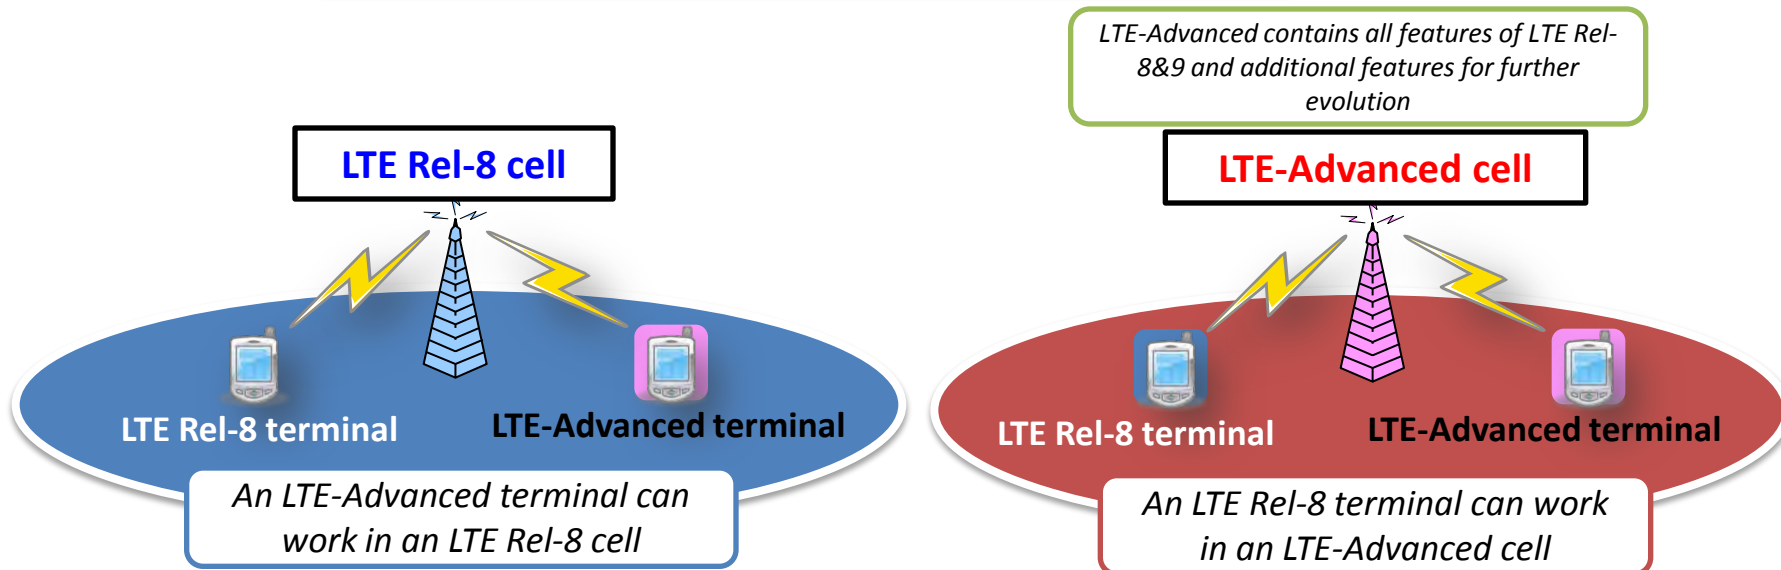 LTE-Advanced contains all features of LTE Rel-
8&9 and additional features for further
evolution
LTE Rel-8 cell
LTE-Advanced cell
LTE Rel-8 terminal
LTE-Advanced terminal
LTE Rel-8 terminal
LTE-Advanced terminal
An LTE-Advanced terminal can
work in an LTE Rel-8 cell
An LTE Rel-8 terminal can work
in an LTE-Advanced cell